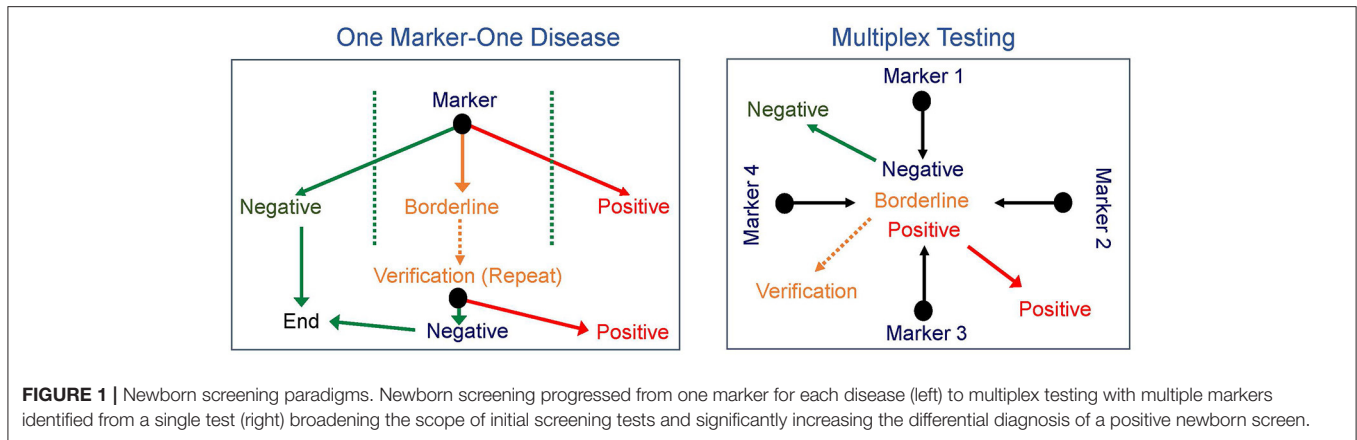 One Marker-One Disease
Marker
Negative
Borderline
Positive
Verification (Repeat)
End
Negative
Positive
Multiplex Testing
Marker 1
Negative
Negative
Marker 4
Borderline
Marker 2
Positive
Verification
Positive
Marker 3
FIGURE 1 | Newborn screening paradigms. Newborn screening progressed from one marker for each disease (left) to multiplex testing with multiple markers
identified from a single test (right) broadening the scope of initial screening tests and significantly increasing the differential diagnosis of a positive newborn screen.